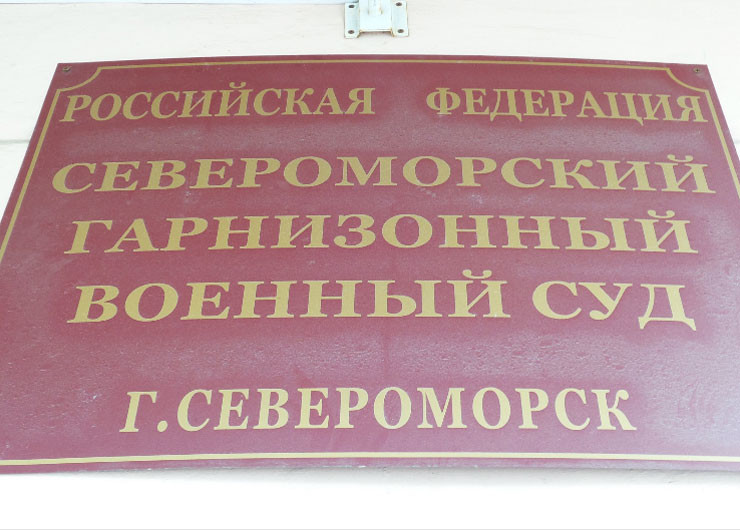 РОССИЙСКАЯ ФЕДЕРАЦИЯ
СЕВЕРОМОРСКИЙ
ГАРНИЗОННЫЙ
ВОЕННЫЙ СУД
Г.СЕВЕРОМОРСК